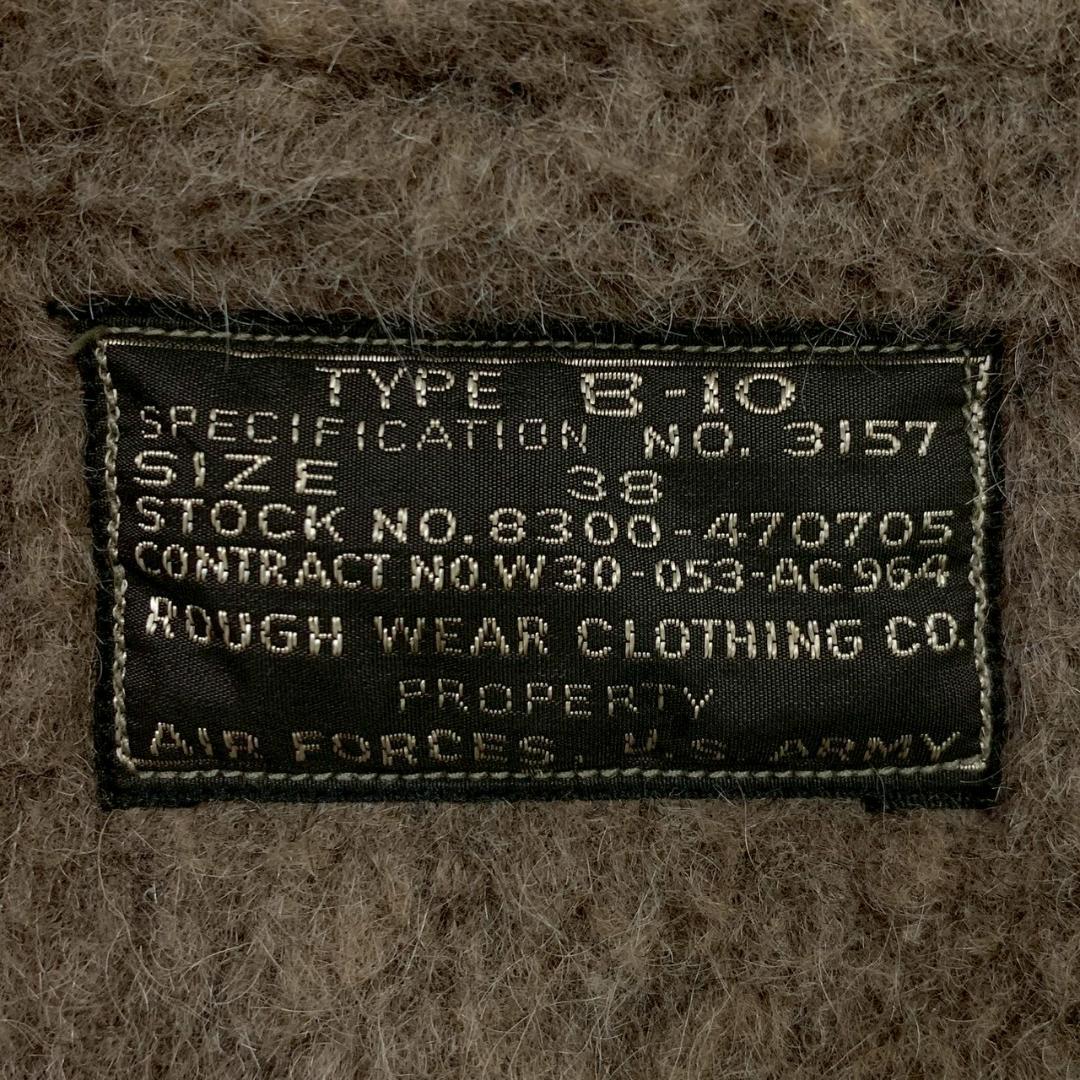 TYPE B-10
SPECIFICATION NO. 3157
SIZE 38
STOCK NO. 8300-470705
CONTRACT NO. W30-053-AC964
ROUGH WEAR CLOTHING CO.
PROPERTY
AIR FORCES, U.S ARMY